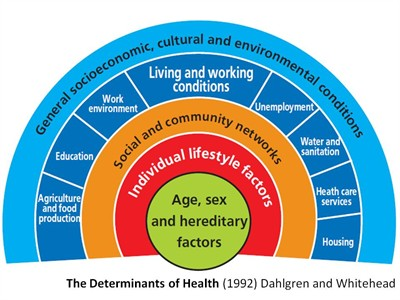 General socioeconomic, cultural and environmental conditions
Living and working
conditions
Work
environment
Unemployment
Education
Water and
sanitation
Agriculture
and food
production
Heath care
services
Housing
Social and community networks
Individual lifestyle factors
Age, sex
and hereditary
factors
The Determinants of Health (1992) Dahlgren and Whitehead